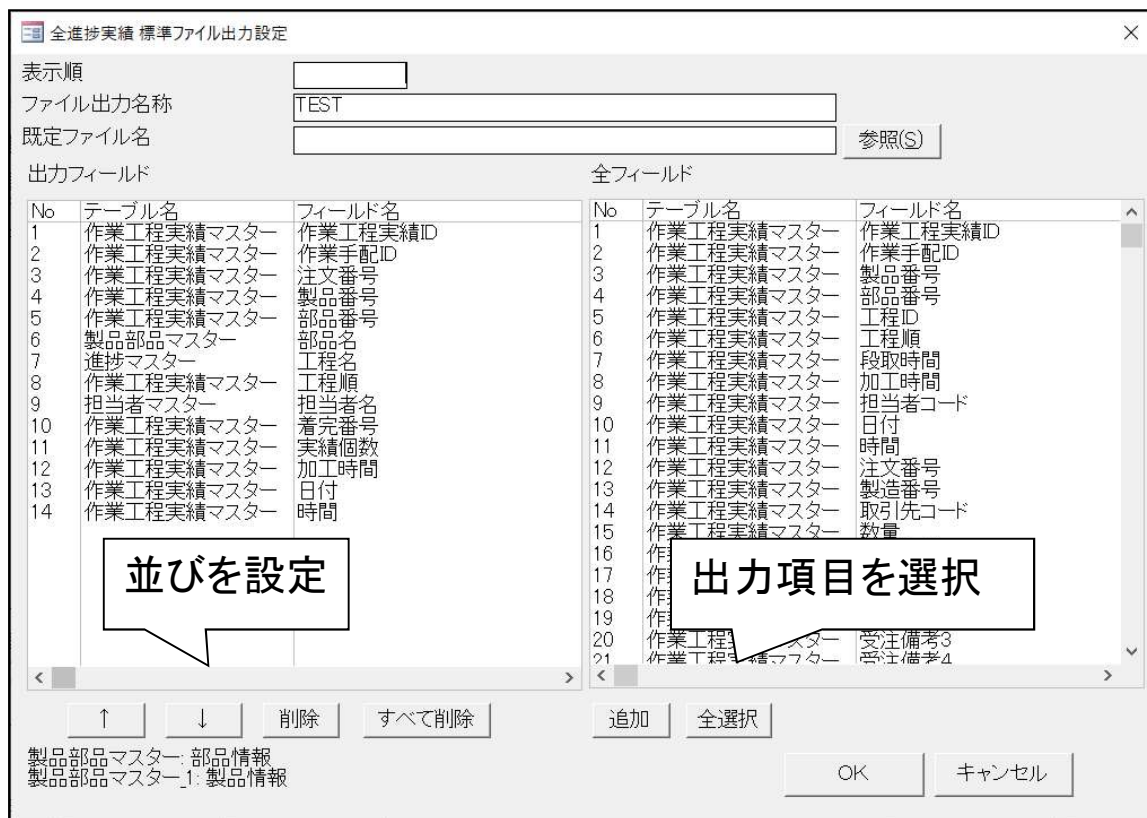 全進捗実績 標準ファイル出力設定
表示順
ファイル出力名称 TEST
既定ファイル名 参照(S)
出力フィールド
No テーブル名 フィールド名
1 作業工程実績マスター 作業工程実績ID
2 作業工程実績マスター 作業手配ID
3 作業工程実績マスター 注文番号
4 作業工程実績マスター 製品番号
5 作業工程実績マスター 部品番号
6 製品部品マスター 部品名
7 進捗マスター 工程名
8 作業工程実績マスター 工程順
9 担当者マスター 担当者名
10 作業工程実績マスター 着完番号
11 作業工程実績マスター 実績個数
12 作業工程実績マスター 加工時間
13 作業工程実績マスター 日付
14 作業工程実績マスター 時間
並びを設定
↑ ↓ 削除 すべて削除
製品部品マスター: 部品情報
製品部品マスター_1: 製品情報
全フィールド
No テーブル名 フィールド名
1 作業工程実績マスター 作業工程実績ID
2 作業工程実績マスター 作業手配ID
3 作業工程実績マスター 製品番号
4 作業工程実績マスター 部品番号
5 作業工程実績マスター 工程ID
6 作業工程実績マスター 工程順
7 作業工程実績マスター 段取時間
8 作業工程実績マスター 加工時間
9 作業工程実績マスター 担当者コード
10 作業工程実績マスター 日付
11 作業工程実績マスター 時間
12 作業工程実績マスター 注文番号
13 作業工程実績マスター 製造番号
14 作業工程実績マスター 取引先コード
15 作業工程実績マスター 数量
16
17
18
19
20 受注備考3
21 受注備考4
出力項目を選択
追加 全選択
OK キャンセル